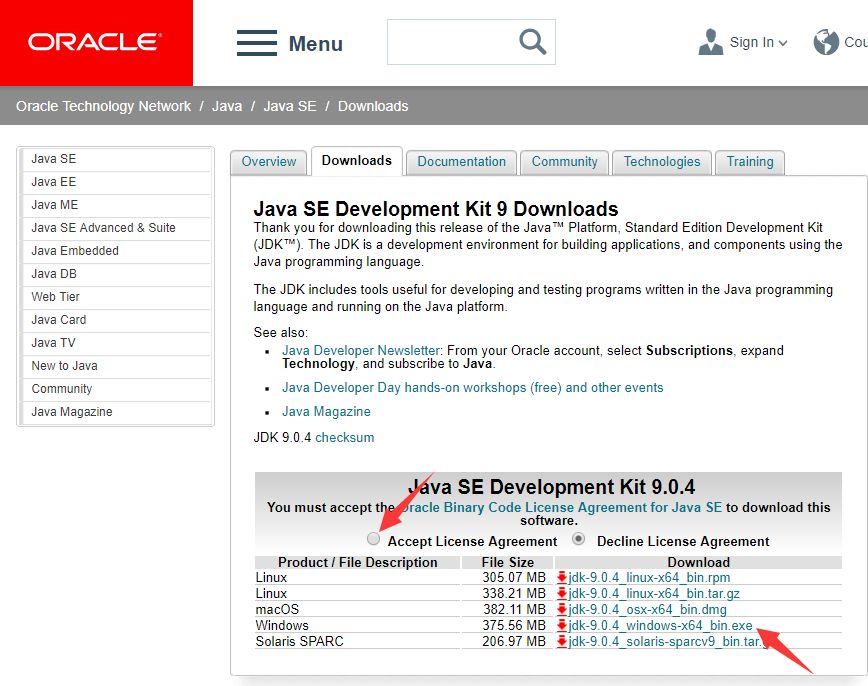 ORACLE
Menu
Sign In
Cou
Oracle Technology Network / Java / Java SE / Downloads
Java SE
Java EE
Java ME
Java SE Advanced & Suite
Java Embedded
Java DB
Web Tier
Java Card
Java TV
New to Java
Community
Java Magazine
Overview Downloads Documentation Community Technologies Training
Java SE Development Kit 9 Downloads
Thank you for downloading this release of the Java™ Platform, Standard Edition Development Kit
(JDK™). The JDK is a development environment for building applications, and components using the
Java programming language.
The JDK includes tools useful for developing and testing programs written in the Java programming
language and running on the Java platform.
See also:
Java Developer Newsletter: From your Oracle account, select Subscriptions, expand
Technology, and subscribe to Java.
Java Developer Day hands-on workshops (free) and other events
Java Magazine
JDK 9.0.4 checksum
Java SE Development Kit 9.0.4
You must accept the Oracle Binary Code License Agreement for Java SE to download this
software.
Accept License Agreement Decline License Agreement
Product / File Description File Size Download
Linux 305.07 MB jdk-9.0.4_linux-x64_bin.rpm
Linux 338.21 MB jdk-9.0.4_linux-x64_bin.tar.gz
macOS 382.11 MB jdk-9.0.4_osx-x64_bin.dmg
Windows 375.56 MB jdk-9.0.4_windows-x64_bin.exe
Solaris SPARC 206.97 MB jdk-9.0.4_solaris-sparcv9_bin.tar.g